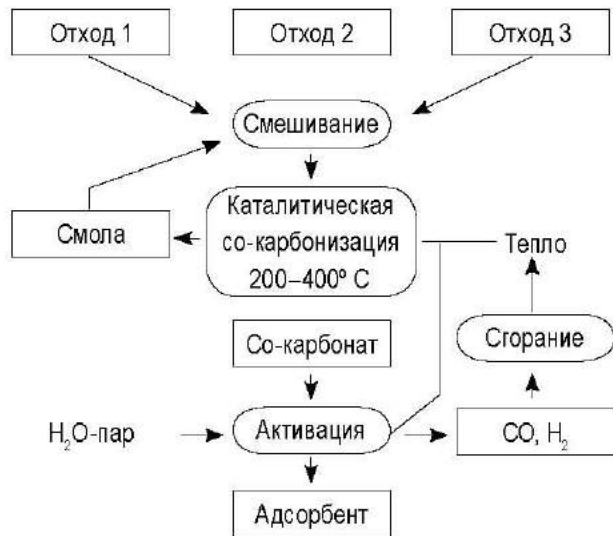 Отход 1
Отход 2
Отход 3
Смешивание
Смола
Каталитическая
со-карбонизация
200–400º С
Тепло
Сгорание
Со-карбонат
H₂O-пар
Активация
CO, H₂
Адсорбент